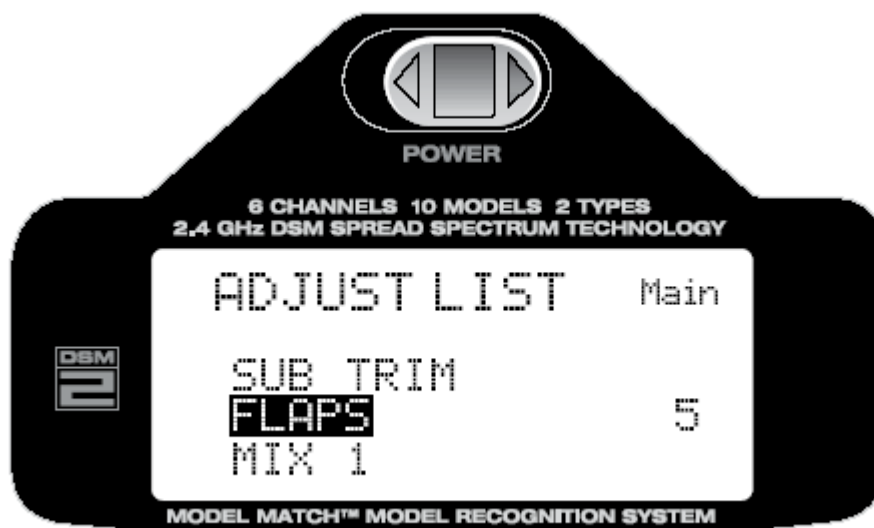 POWER
6 CHANNELS 10 MODELS 2 TYPES
2.4 GHz DSM SPREAD SPECTRUM TECHNOLOGY
ADJUST LIST Main
DSM
2
SUB TRIM
FLAPS 5
MIX 1
MODEL MATCH™ MODEL RECOGNITION SYSTEM